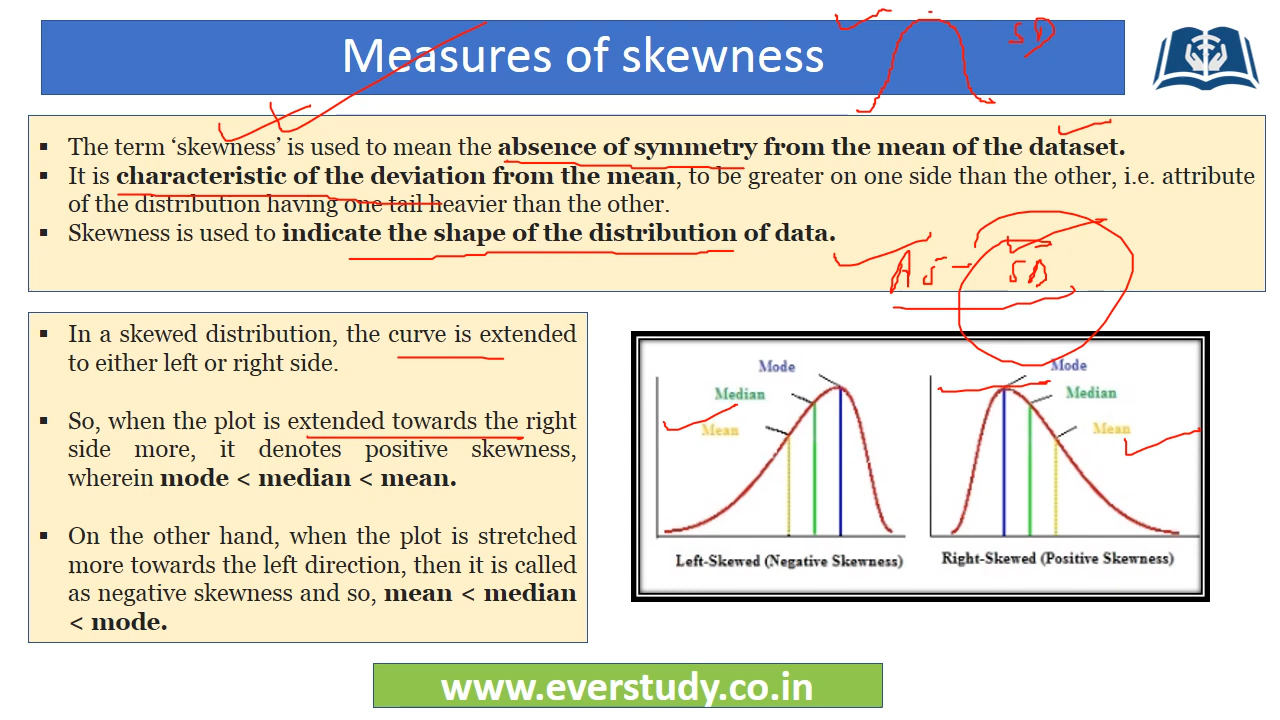 Measures of skewness
SD
▪ The term ‘skewness’ is used to mean the absence of symmetry from the mean of the dataset.
▪ It is characteristic of the deviation from the mean, to be greater on one side than the other, i.e. attribute
of the distribution having one tail heavier than the other.
▪ Skewness is used to indicate the shape of the distribution of data.
SD
▪ In a skewed distribution, the curve is extended
to either left or right side.
▪ So, when the plot is extended towards the right
side more, it denotes positive skewness,
wherein mode < median < mean.
▪ On the other hand, when the plot is stretched
more towards the left direction, then it is called
as negative skewness and so, mean < median
< mode.
Mode
Median
Mean
Left-Skewed (Negative Skewness)
Mode
Median
Mean
Right-Skewed (Positive Skewness)
www.everstudy.co.in